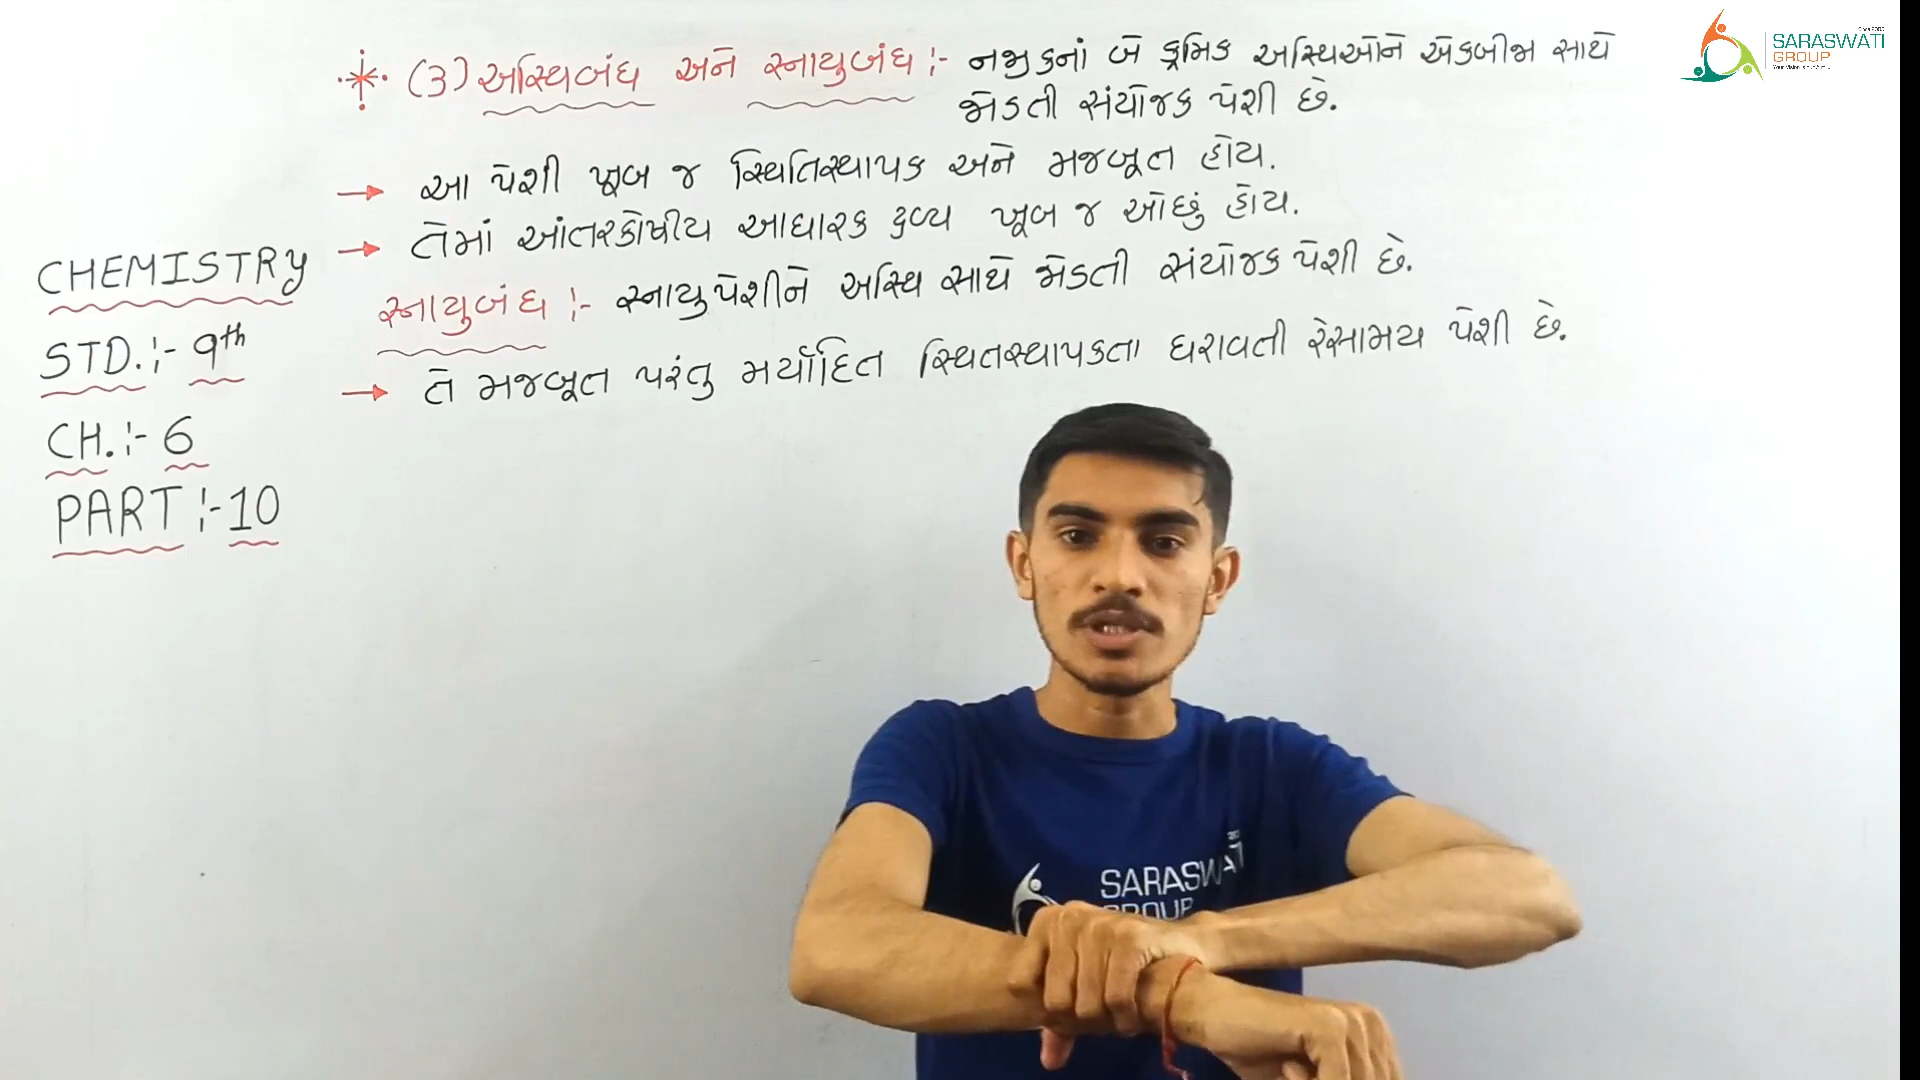 (3) અસ્થિબંધ અને સ્નાયુબંધ :- નજીકનાં બે ક્રમિક અસ્થિઓને એકબીજા સાથે
જોડતી સંયોજક પેશી છે.
→ આ પેશી ખૂબ જ સ્થિતિસ્થાપક અને મજબૂત હોય.
→ તેમાં આંતરકોષીય આધારક દ્રવ્ય ખૂબ જ ઓછું હોય.
સ્નાયુબંધ :- સ્નાયુપેશીને અસ્થિ સાથે જોડતી સંયોજક પેશી છે.
→ તે મજબૂત પરંતુ મર્યાદિત સ્થિતસ્થાપકતા ધરાવતી રેસામય પેશી છે.
CHEMISTRY
STD. :- 9th
CH. :- 6
PART :- 10
SARASWATI
GROUP
SARASWATI
GROUP